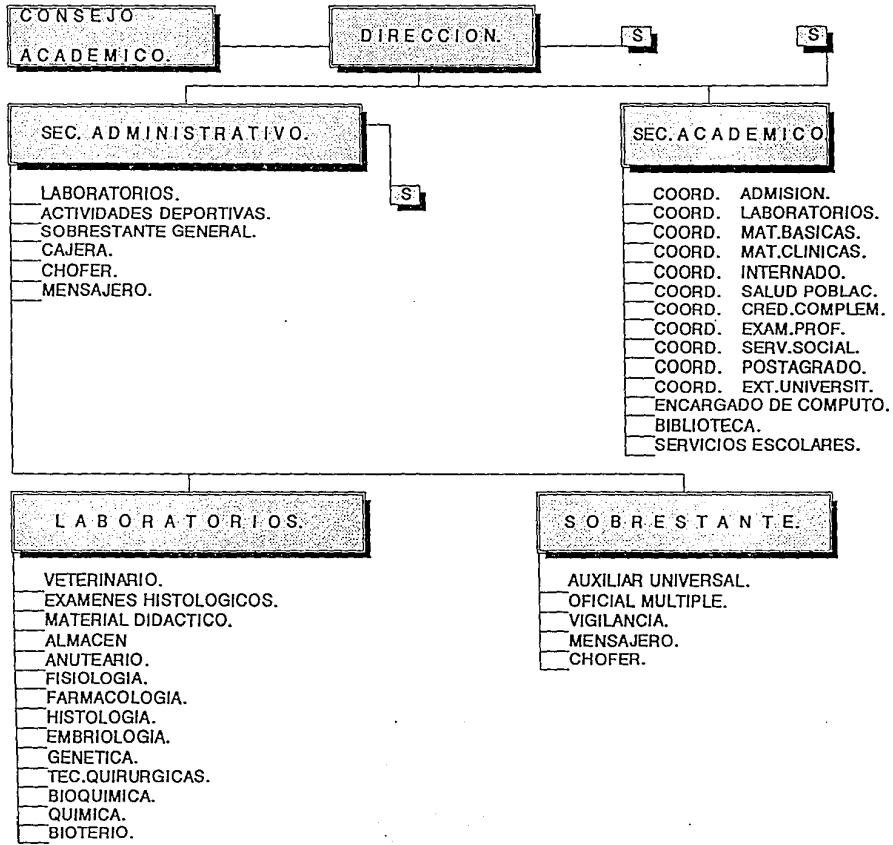 CONSEJO
ACADEMICO.
DIRECCION.
S
S
SEC. ADMINISTRATIVO.
S
SEC. ACADEMICO
LABORATORIOS.
ACTIVIDADES DEPORTIVAS.
SOBRESTANTE GENERAL.
CAJERA.
CHOFER.
MENSAJERO.
COORD. ADMISION.
COORD. LABORATORIOS.
COORD. MAT.BASICAS.
COORD. MAT.CLINICAS.
COORD. INTERNADO.
COORD. SALUD POBLAC.
COORD. CRED.COMPLEM.
COORD. EXAM.PROF.
COORD. SERV.SOCIAL.
COORD. POSTAGRADO.
COORD. EXT.UNIVERSIT.
ENCARGADO DE COMPUTO.
BIBLIOTECA.
SERVICIOS ESCOLARES.
LABORATORIOS.
VETERINARIO.
EXAMENES HISTOLOGICOS.
MATERIAL DIDACTICO.
ALMACEN
ANUTEARIO.
FISIOLOGIA.
FARMACOLOGIA.
HISTOLOGIA.
EMBRIOLOGIA.
GENETICA.
TEC.QUIRURGICAS.
BIOQUIMICA.
QUIMICA.
BIOTERIO.
SOBRESTANTE.
AUXILIAR UNIVERSAL.
OFICIAL MULTIPLE.
VIGILANCIA.
MENSAJERO.
CHOFER.